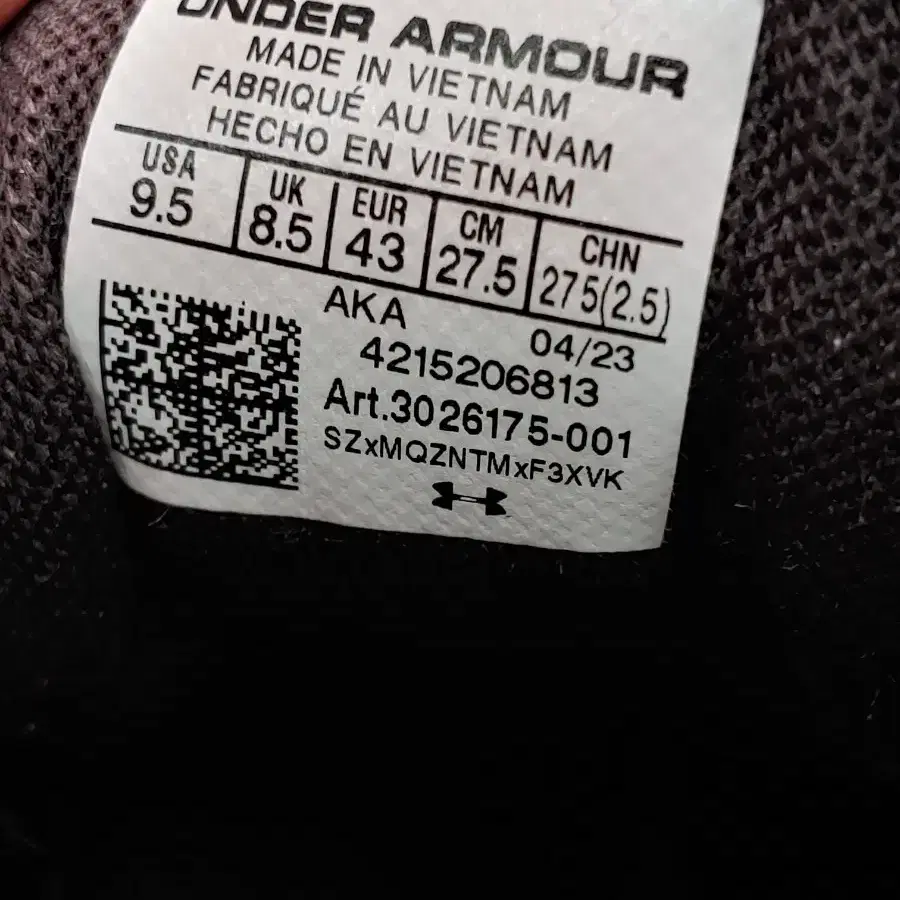 UNDER ARMOUR
MADE IN VIETNAM
FABRIQUÉ AU VIETNAM
HECHO EN VIETNAM
USA UK EUR CM CHN
9.5 8.5 43 27.5 275(2.5)
AKA 04/23
4215206813
Art.3026175-001
SZxMQZNTMxF3XVK